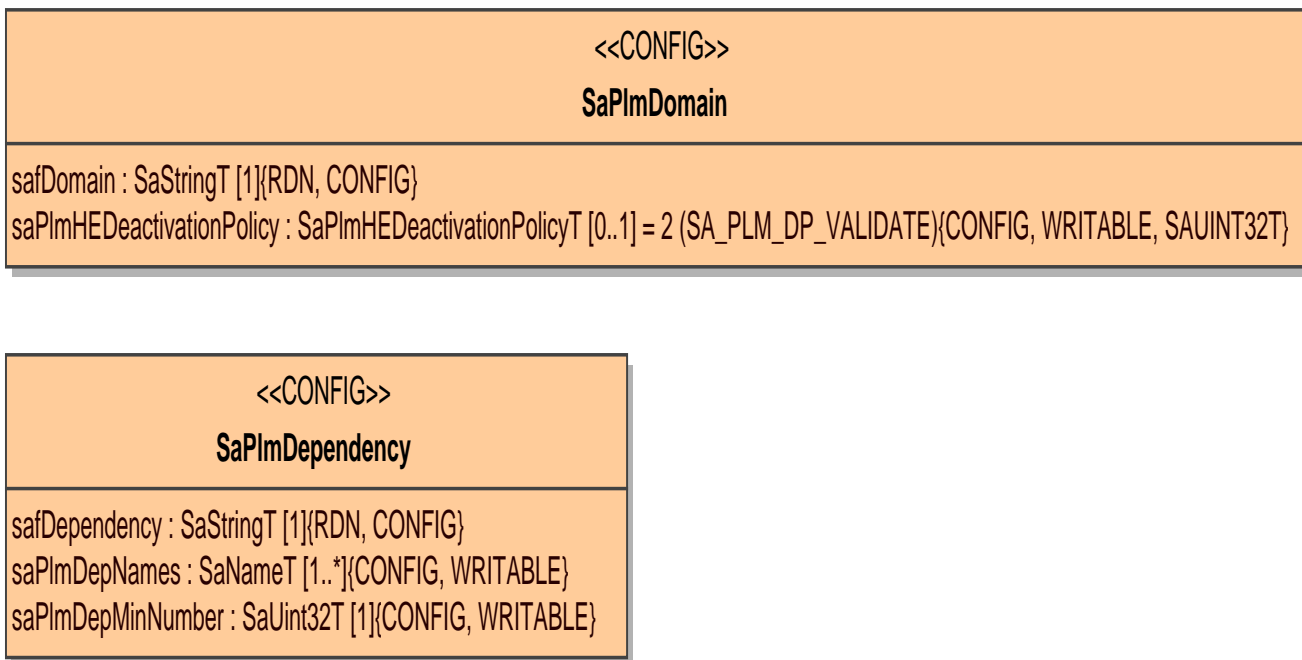 <<CONFIG>>
SaPlmDomain
safDomain : SaStringT [1]{RDN, CONFIG}
saPlmHEDeactivationPolicy : SaPlmHEDeactivationPolicyT [0..1] = 2 (SA_PLM_DP_VALIDATE){CONFIG, WRITABLE, SAUINT32T}
<<CONFIG>>
SaPlmDependency
safDependency : SaStringT [1]{RDN, CONFIG}
saPlmDepNames : SaNameT [1..*]{CONFIG, WRITABLE}
saPlmDepMinNumber : SaUint32T [1]{CONFIG, WRITABLE}